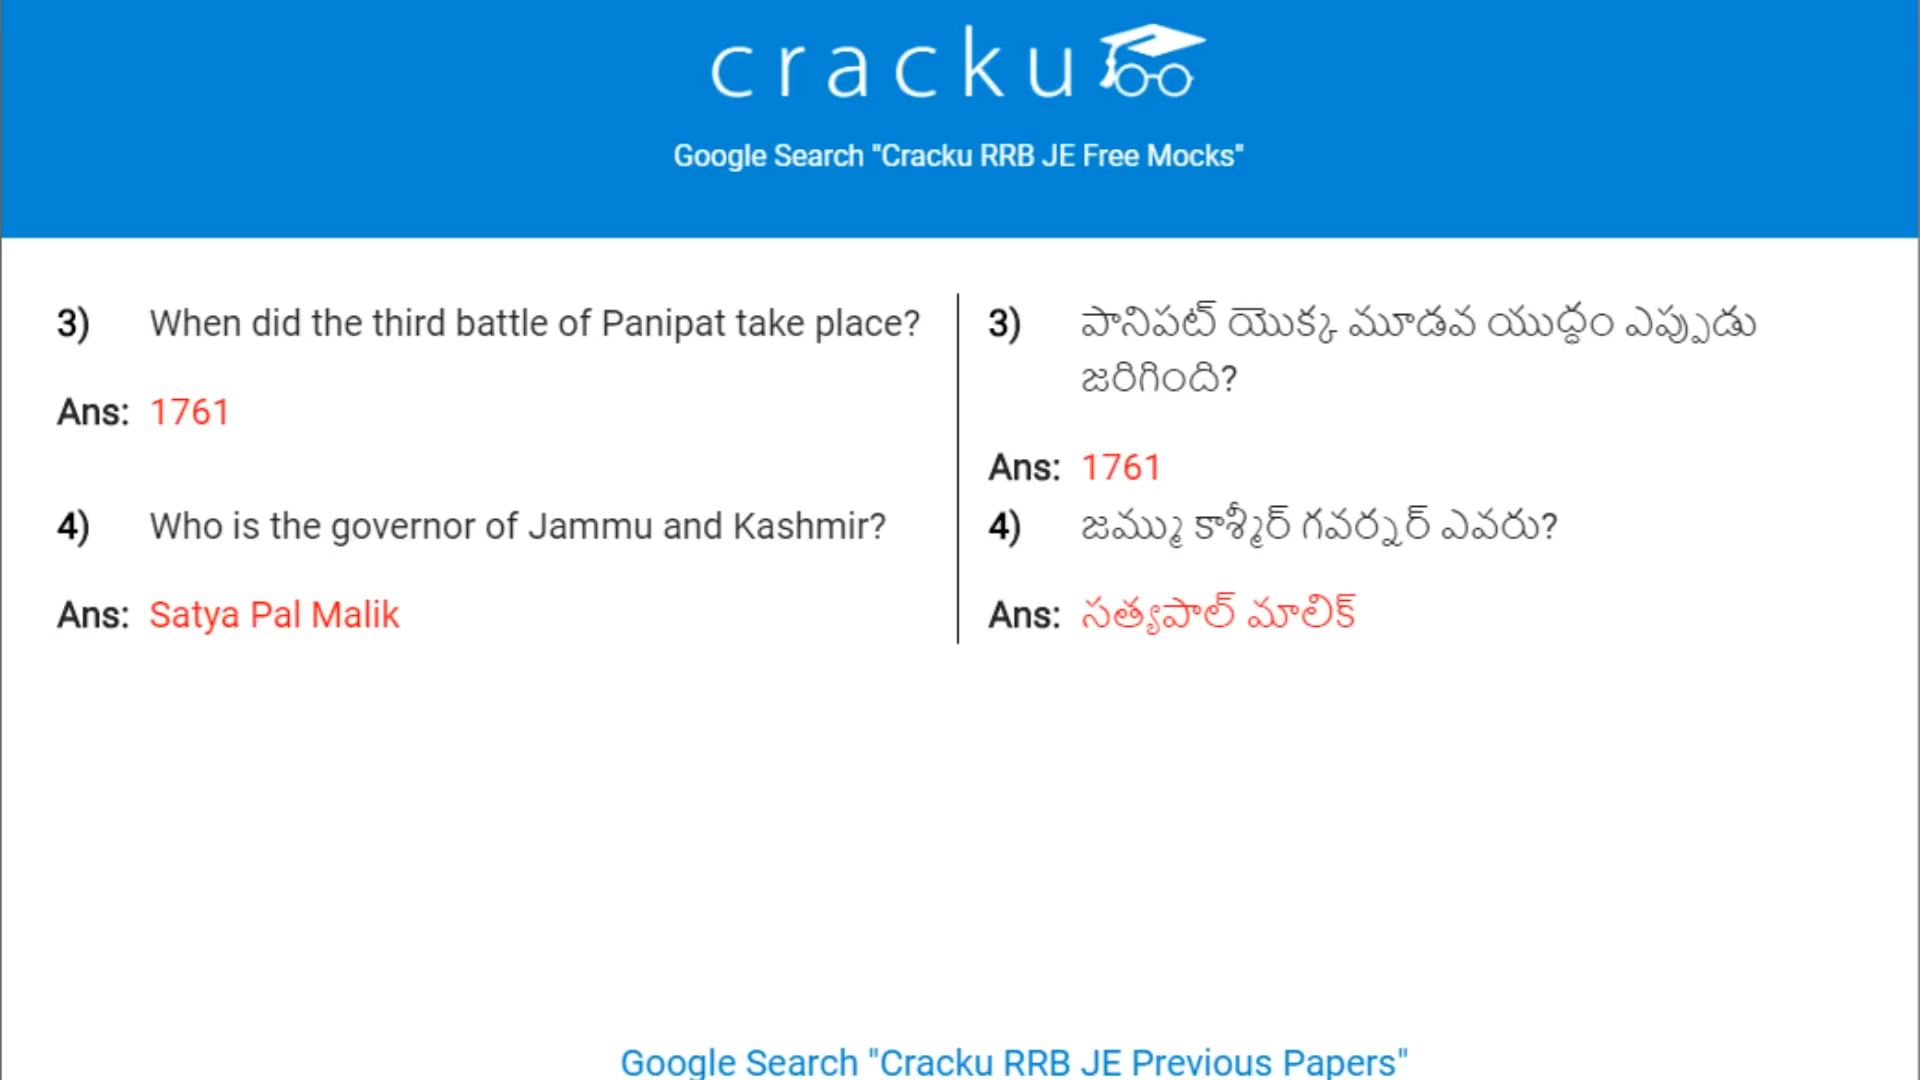 cracku
Google Search "Cracku RRB JE Free Mocks"
3) When did the third battle of Panipat take place?
Ans: 1761
4) Who is the governor of Jammu and Kashmir?
Ans: Satya Pal Malik
3) పానిపట్ యొక్క మూడవ యుద్ధం ఎప్పుడు
జరిగింది?
Ans: 1761
4) జమ్ము కాశ్మీర్ గవర్నర్ ఎవరు?
Ans: సత్యపాల్ మాలిక్
Google Search "Cracku RRB JE Previous Papers"